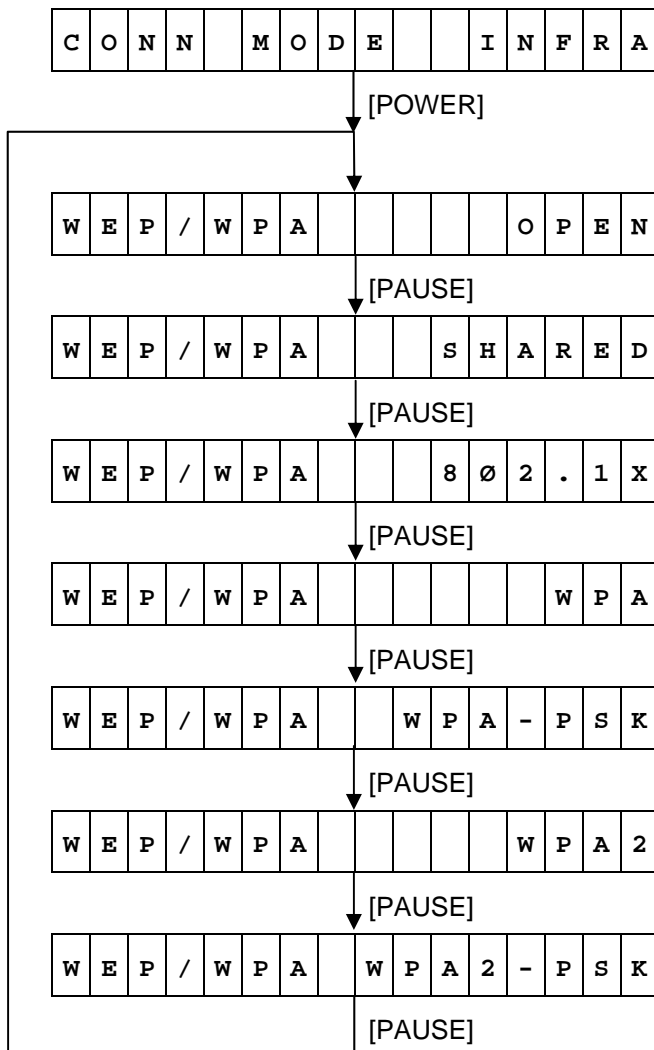 CONN MODE  INFRA
[POWER]
WEP/WPA     OPEN
[PAUSE]
WEP/WPA   SHARED
[PAUSE]
WEP/WPA   8Ø2.1X
[PAUSE]
WEP/WPA      WPA
[PAUSE]
WEP/WPA  WPA-PSK
[PAUSE]
WEP/WPA     WPA2
[PAUSE]
WEP/WPA WPA2-PSK
[PAUSE]